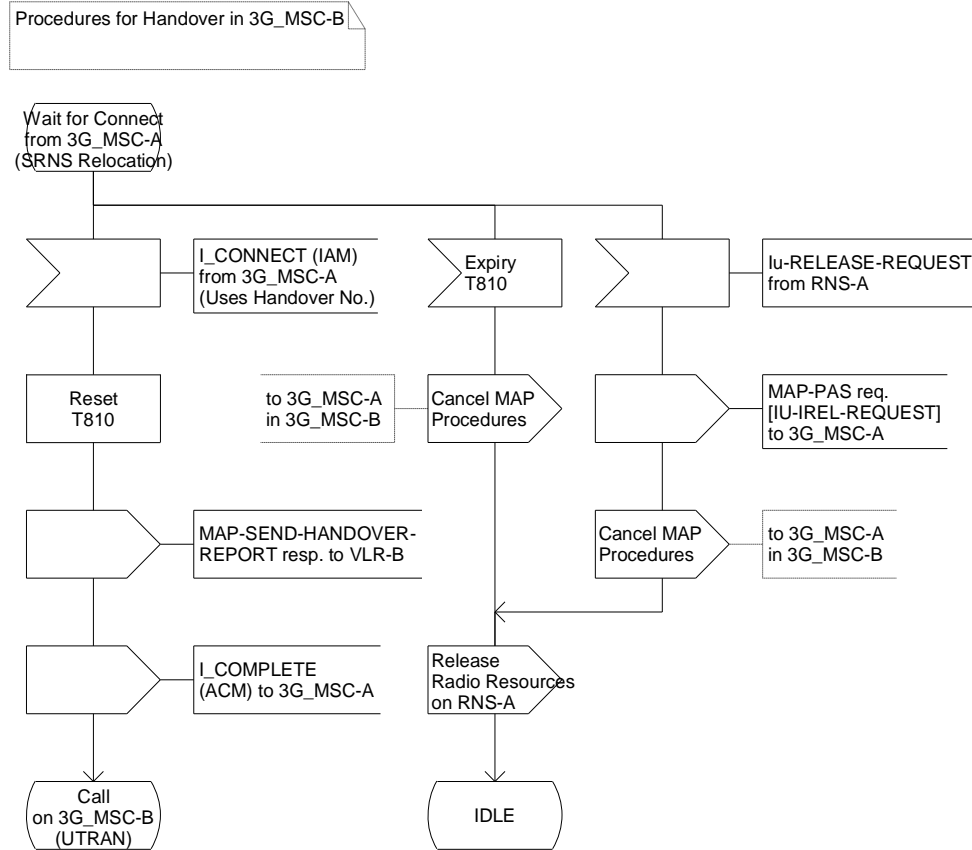 Procedures for Handover in 3G_MSC-B
Wait for Connect
from 3G_MSC-A
(SRNS Relocation)
I_CONNECT (IAM)
from 3G_MSC-A
(Uses Handover No.)
Expiry
T810
Iu-RELEASE-REQUEST
from RNS-A
Reset
T810
to 3G_MSC-A
in 3G_MSC-B
Cancel MAP
Procedures
MAP-PAS req.
[IU-IREL-REQUEST]
to 3G_MSC-A
MAP-SEND-HANDOVER-
REPORT resp. to VLR-B
Cancel MAP
Procedures
to 3G_MSC-A
in 3G_MSC-B
I_COMPLETE
(ACM) to 3G_MSC-A
Release
Radio Resources
on RNS-A
Call
on 3G_MSC-B
(UTRAN)
IDLE